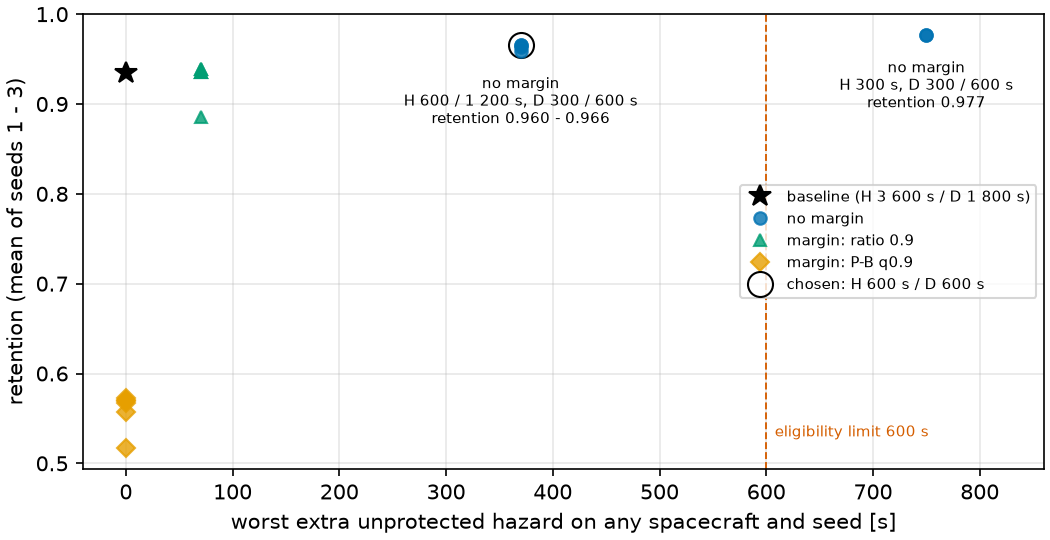 1.0
0.9
0.8
0.7
0.6
0.5
retention (mean of seeds 1 - 3)
no margin
H 600 / 1 200 s, D 300 / 600 s
retention 0.960 - 0.966
no margin
H 300 s, D 300 / 600 s
retention 0.977
baseline (H 3 600 s / D 1 800 s)
no margin
margin: ratio 0.9
margin: P-B q0.9
chosen: H 600 s / D 600 s
eligibility limit 600 s
0 100 200 300 400 500 600 700 800
worst extra unprotected hazard on any spacecraft and seed [s]